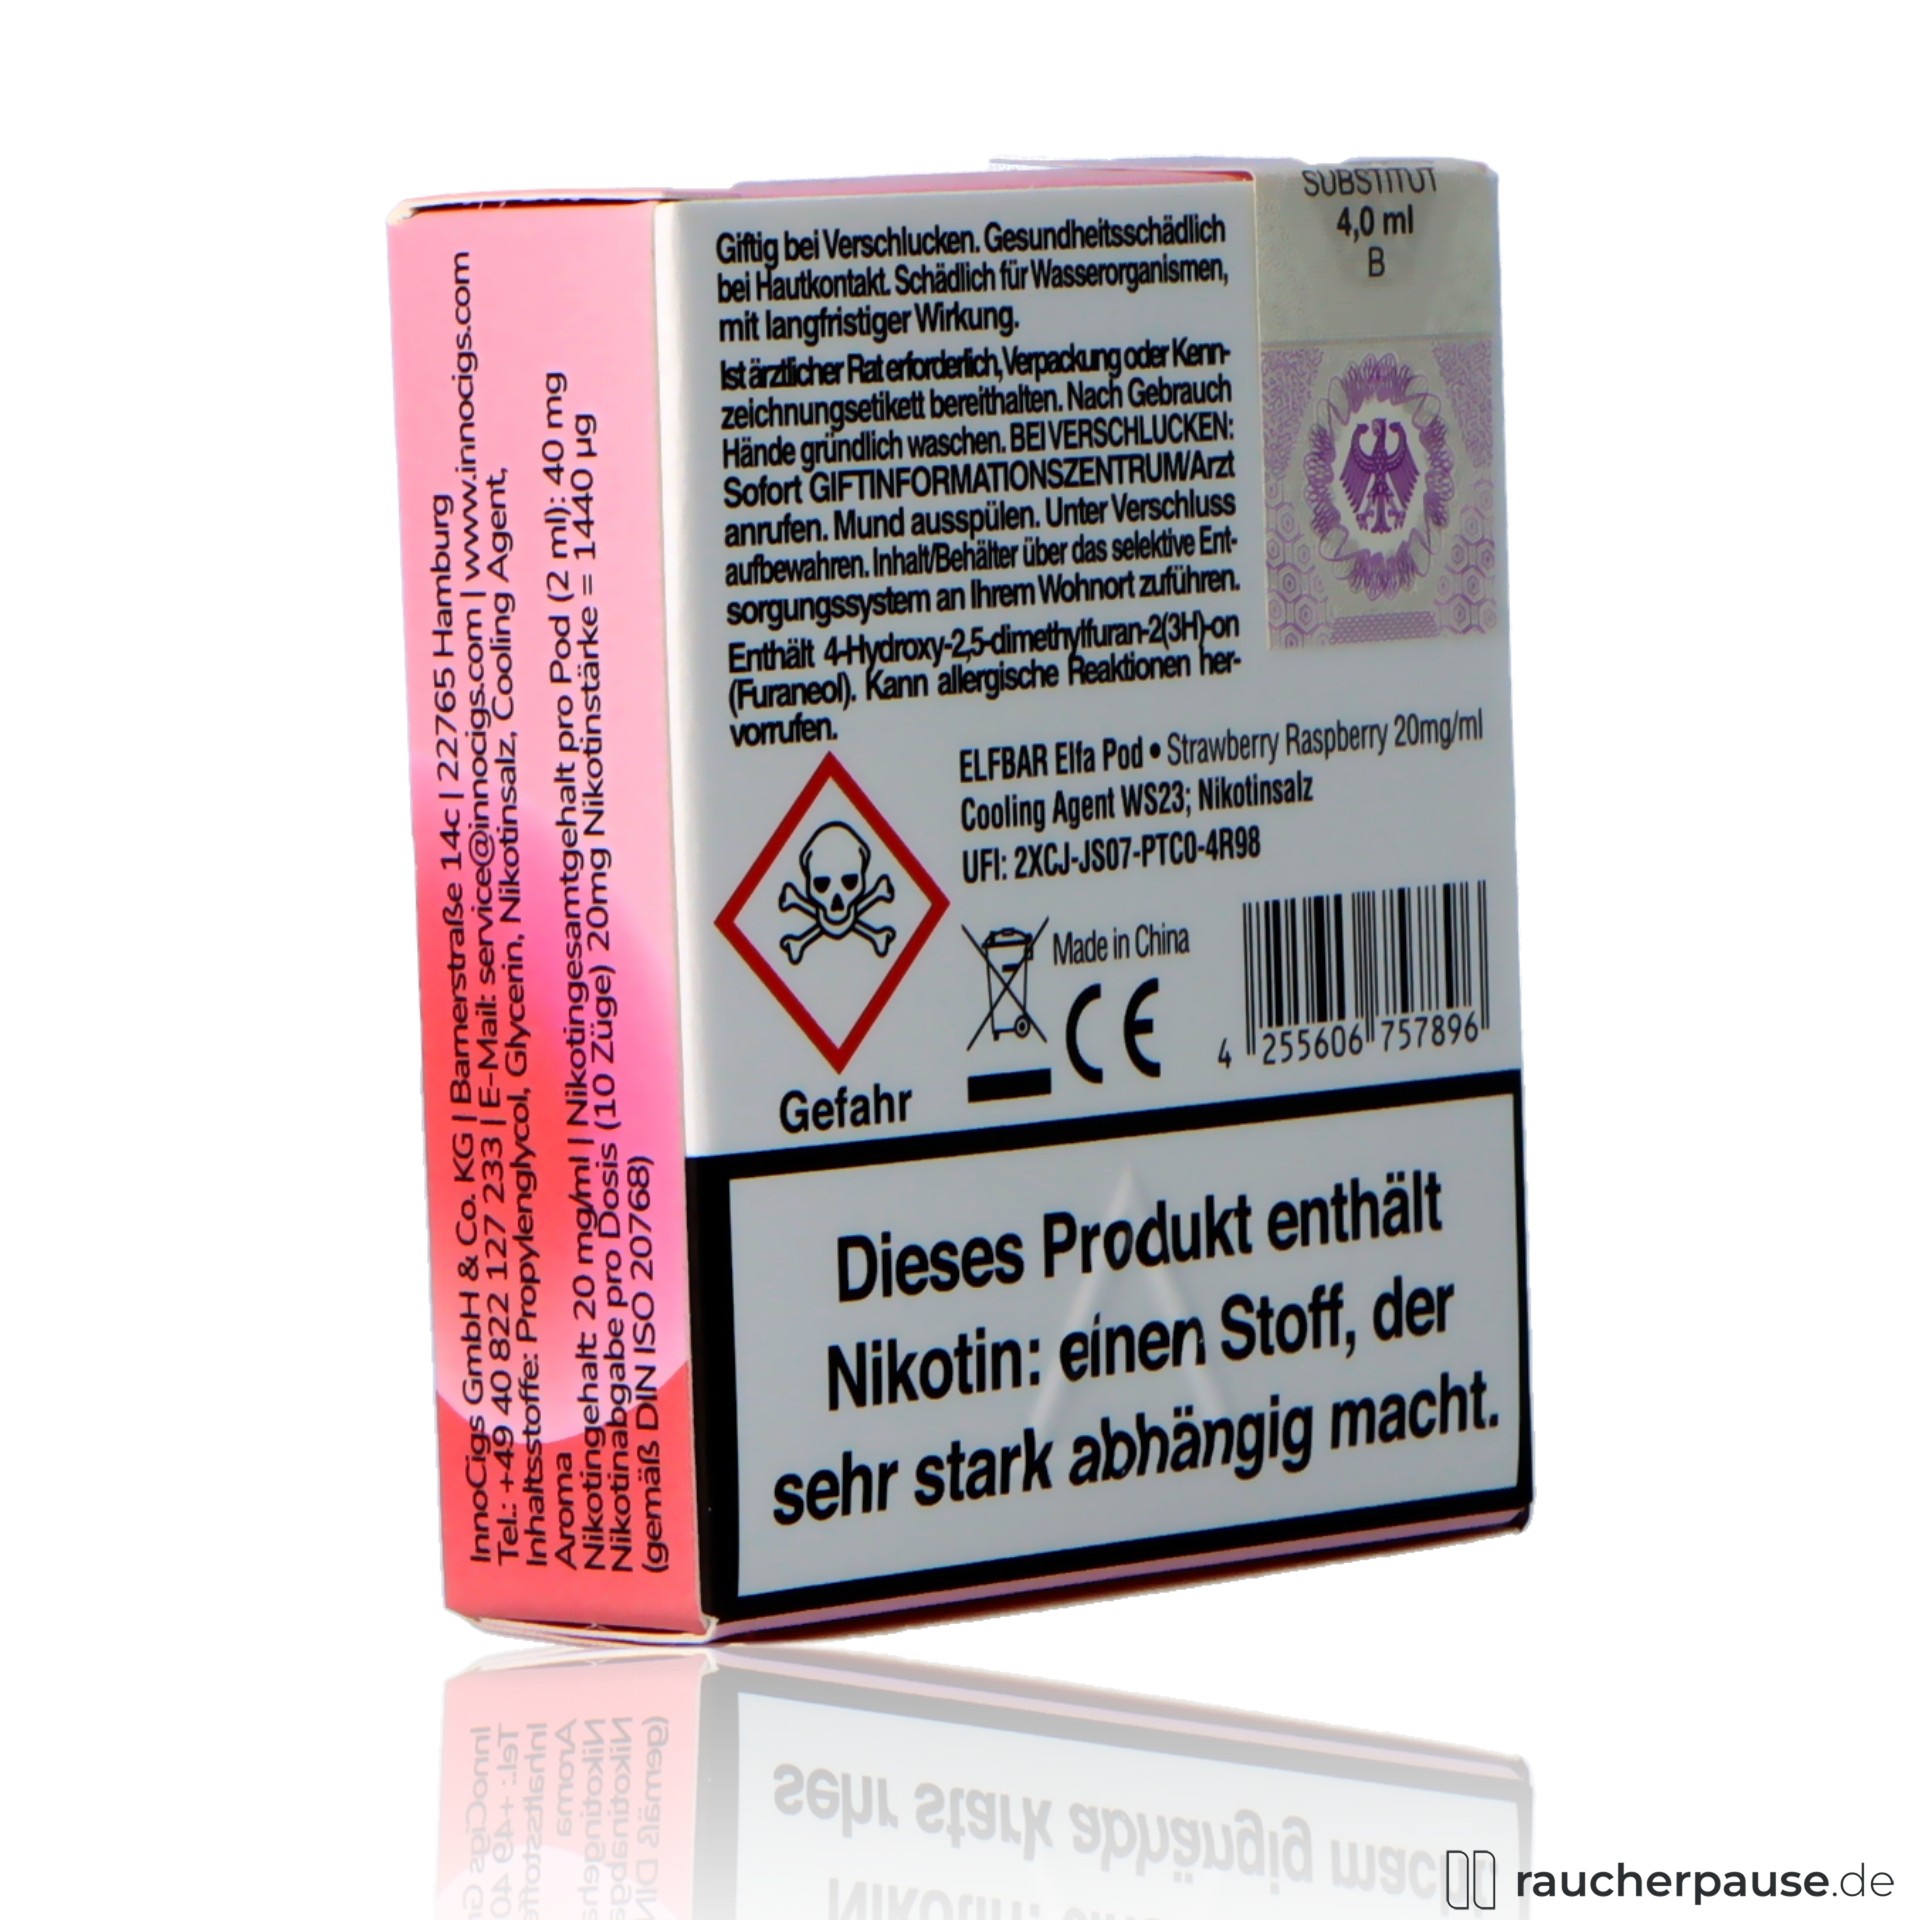 InnoCigs GmbH & Co. KG | Barnerstraße 14c | 22765 Hamburg
Tel.: +49 40 822 127 233 | E-Mail: service@innocigs.com | www.innocigs.com
Inhaltsstoffe: Propylenglycol, Glycerin, Nikotinsalz, Cooling Agent,
Aroma
Nikotingehalt: 20 mg/ml | Nikotingesamtgehalt pro Pod (2 ml): 40 mg
Nikotinabgabe pro Dosis (10 Züge) 20mg Nikotinstärke = 1440 µg
(gemäß DIN ISO 20768)
Giftig bei Verschlucken. Gesundheitsschädlich
bei Hautkontakt. Schädlich für Wasserorganismen,
mit langfristiger Wirkung.
Ist ärztlicher Rat erforderlich, Verpackung oder Kenn-
zeichnungsetikett bereithalten. Nach Gebrauch
Hände gründlich waschen. BEI VERSCHLUCKEN:
Sofort GIFTINFORMATIONSZENTRUM/Arzt
anrufen. Mund ausspülen. Unter Verschluss
aufbewahren. Inhalt/Behälter über das selektive Ent-
sorgungssystem an Ihrem Wohnort zuführen.
Enthält 4-Hydroxy-2,5-dimethylfuran-2(3H)-on
(Furaneol). Kann allergische Reaktionen her-
vorrufen.
SUBSTITUT
4,0 ml
B
ELFBAR Elfa Pod • Strawberry Raspberry 20mg/ml
Cooling Agent WS23; Nikotinsalz
UFI: 2XCJ-JS07-PTC0-4R98
Made in China
CE
4 255606 757896
Gefahr
Dieses Produkt enthält
Nikotin: einen Stoff, der
sehr stark abhängig macht.
raucherpause.de